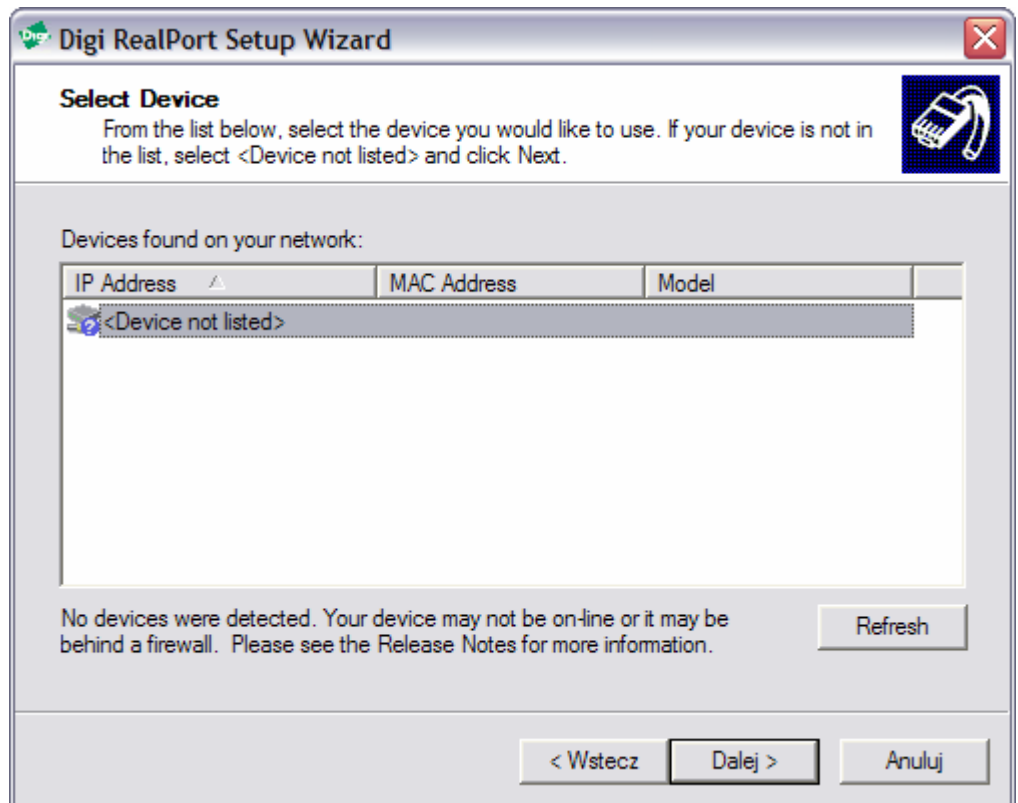 Digi RealPort Setup Wizard
Select Device
From the list below, select the device you would like to use. If your device is not in
the list, select <Device not listed> and click Next.
Devices found on your network:
IP Address MAC Address Model
<Device not listed>
No devices were detected. Your device may not be on-line or it may be
behind a firewall. Please see the Release Notes for more information.
Refresh
< Wstecz Dalej > Anuluj